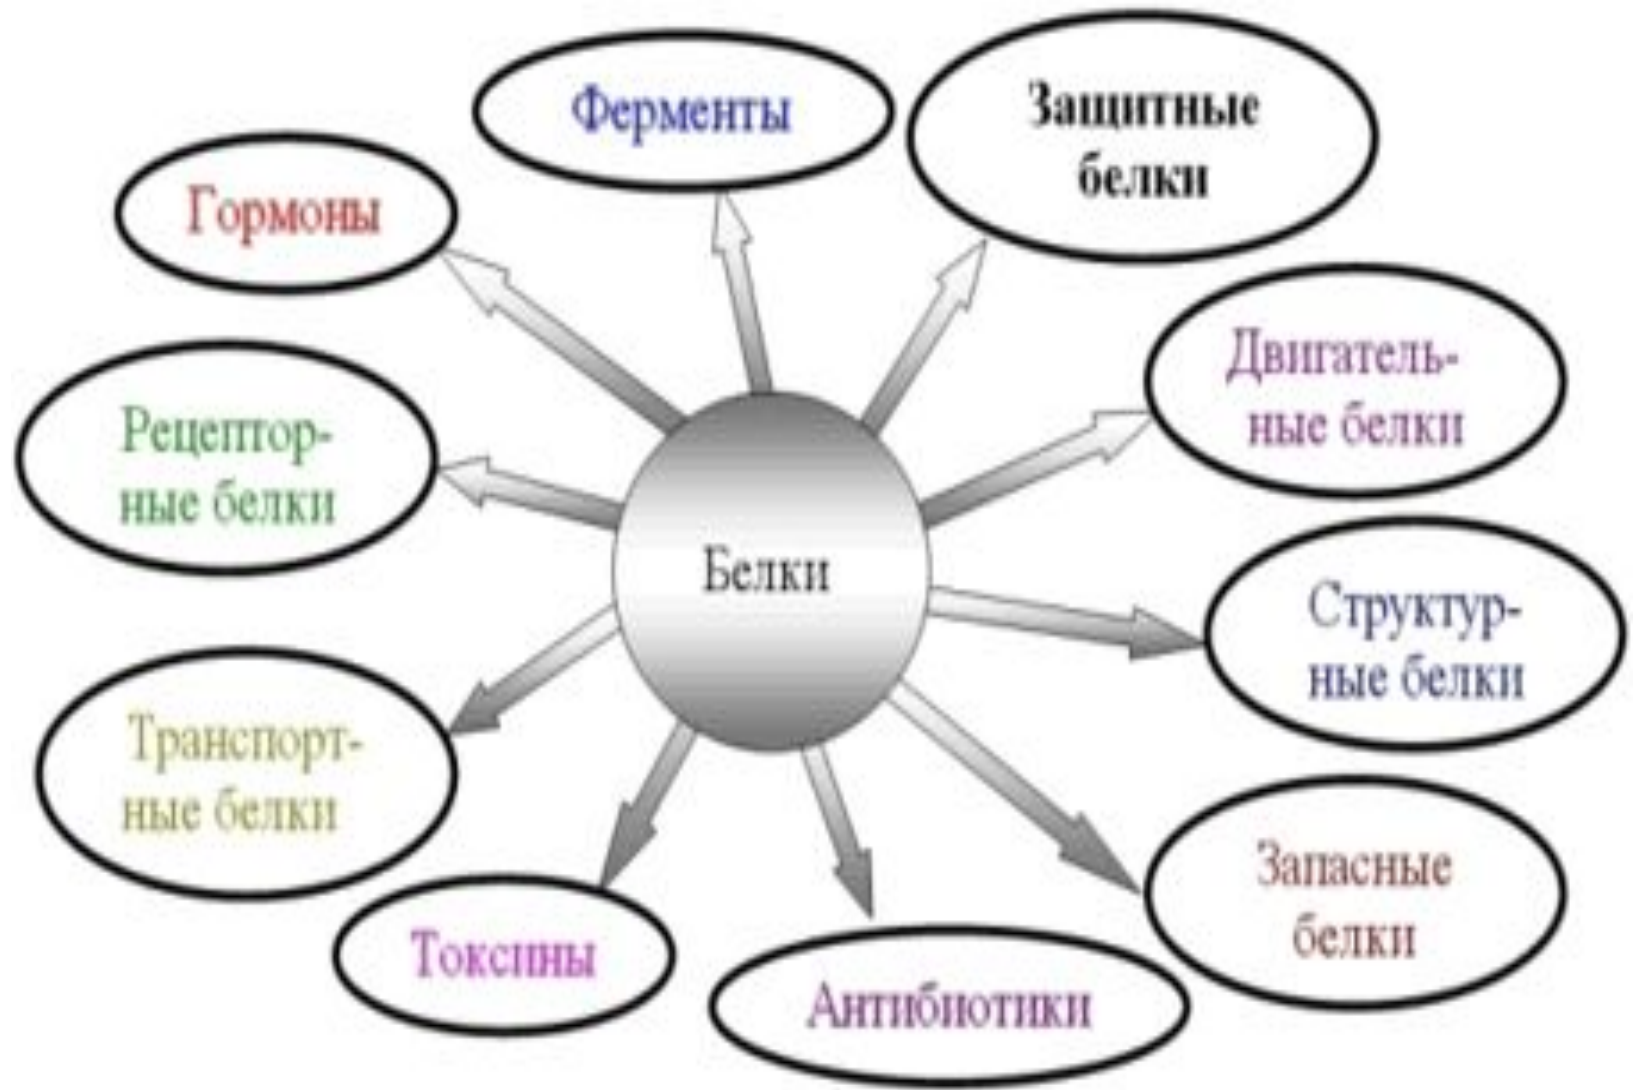 Ферменты
Защитные
белки
Гормоны
Двигатель-
ные белки
Рецептор-
ные белки
Белки
Структур-
ные белки
Транспорт-
ные белки
Запасные
белки
Токсины
Антибиотики